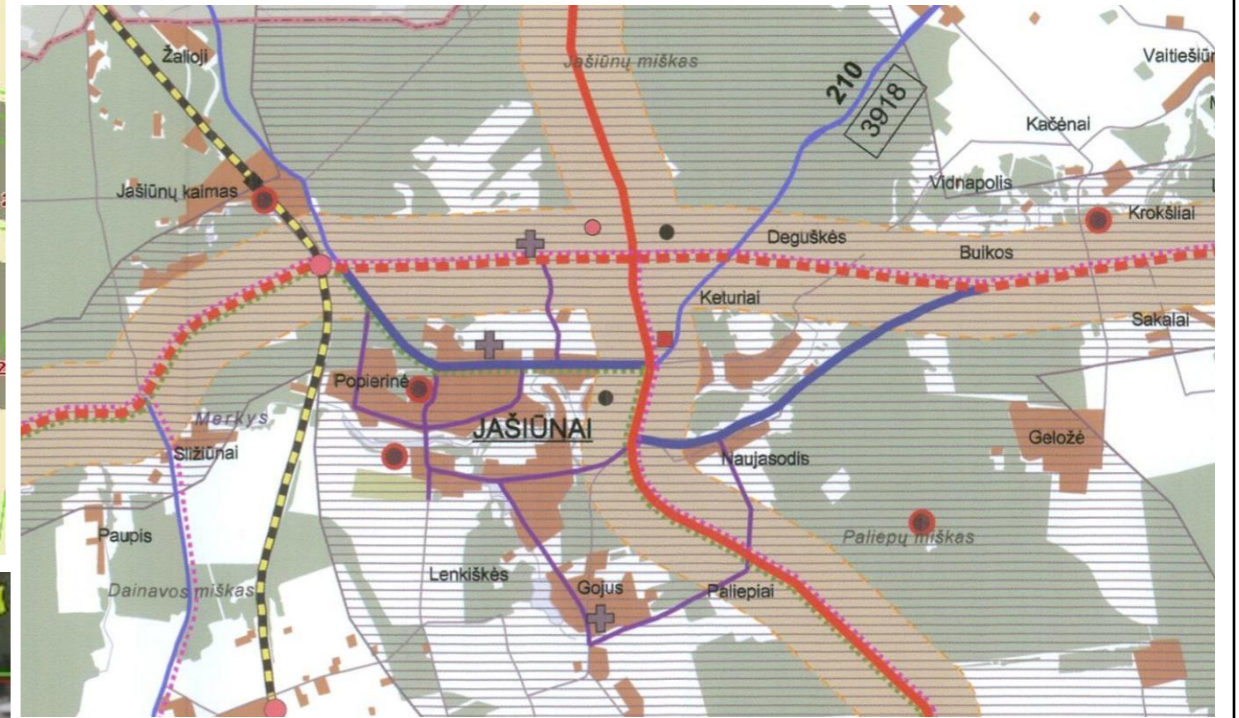 Žalioji
Jašiūnų miškas
Vaitiešiūn
210
3918
Kačėnai
Vidnapolis
Jašiūnų kaimas
Krokšliai
Deguškės
Buikos
Keturiai
Sakalai
Popierinė
Merkys
JAŠIŪNAI
Geložė
Sližiūnai
Naujasodis
Paupis
Paliepų miškas
Lenkiškės
Gojus
Dainavos miškas
Paliepiai